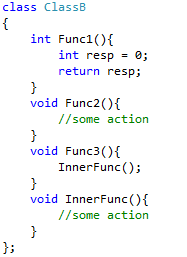 class ClassB
{
    int Func1(){
        int resp = 0;
        return resp;
    }
    void Func2(){
        //some action
    }
    void Func3(){
        InnerFunc();
    }
    void InnerFunc(){
        //some action
    }
};